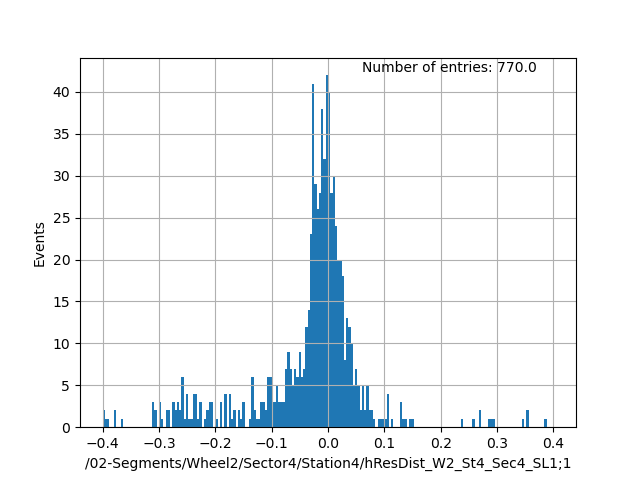 Number of entries: 770.0
40
35
30
25
20
15
10
5
0
Events
−0.4 −0.3 −0.2 −0.1 0.0 0.1 0.2 0.3 0.4
/02-Segments/Wheel2/Sector4/Station4/hResDist_W2_St4_Sec4_SL1;1